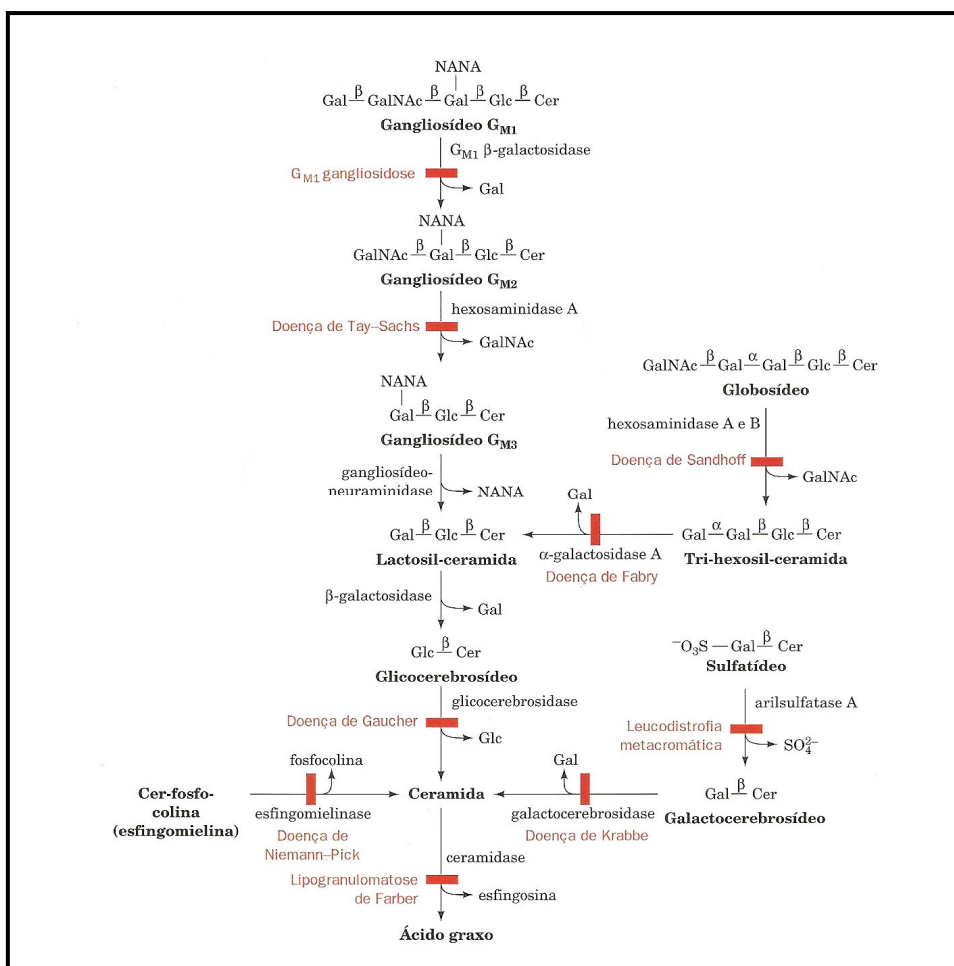 NANA
Gal β GalNAc β Gal β Glc β Cer
Gangliosídeo GM1
GM1 β-galactosidase
GM1 gangliosidose
Gal
NANA
GalNAc β Gal β Glc β Cer
Gangliosídeo GM2
hexosaminidase A
Doença de Tay–Sachs
GalNAc
NANA
Gal β Glc β Cer
Gangliosídeo GM3
gangliosídeo-
neuraminidase
NANA
GalNAc β Gal α Gal β Glc β Cer
Globosídeo
hexosaminidase A e B
Doença de Sandhoff
GalNAc
Gal α Gal β Glc β Cer
Tri-hexosil-ceramida
Gal
α-galactosidase A
Doença de Fabry
Gal β Glc β Cer
Lactosil-ceramida
β-galactosidase
Gal
Glc β Cer
Glicocerebrosídeo
glicocerebrosidase
Doença de Gaucher
Glc
⁻O₃S — Gal β Cer
Sulfatídeo
arilsulfatase A
Leucodistrofia
metacromática
SO₄²⁻
Gal β Cer
Galactocerebrosídeo
Gal
galactocerebrosidase
Doença de Krabbe
Cer-fosfo-
colina
(esfingomielina)
fosfocolina
esfingomielinase
Doença de
Niemann–Pick
Ceramida
ceramidase
Lipogranulomatose
de Farber
esfingosina
Ácido graxo